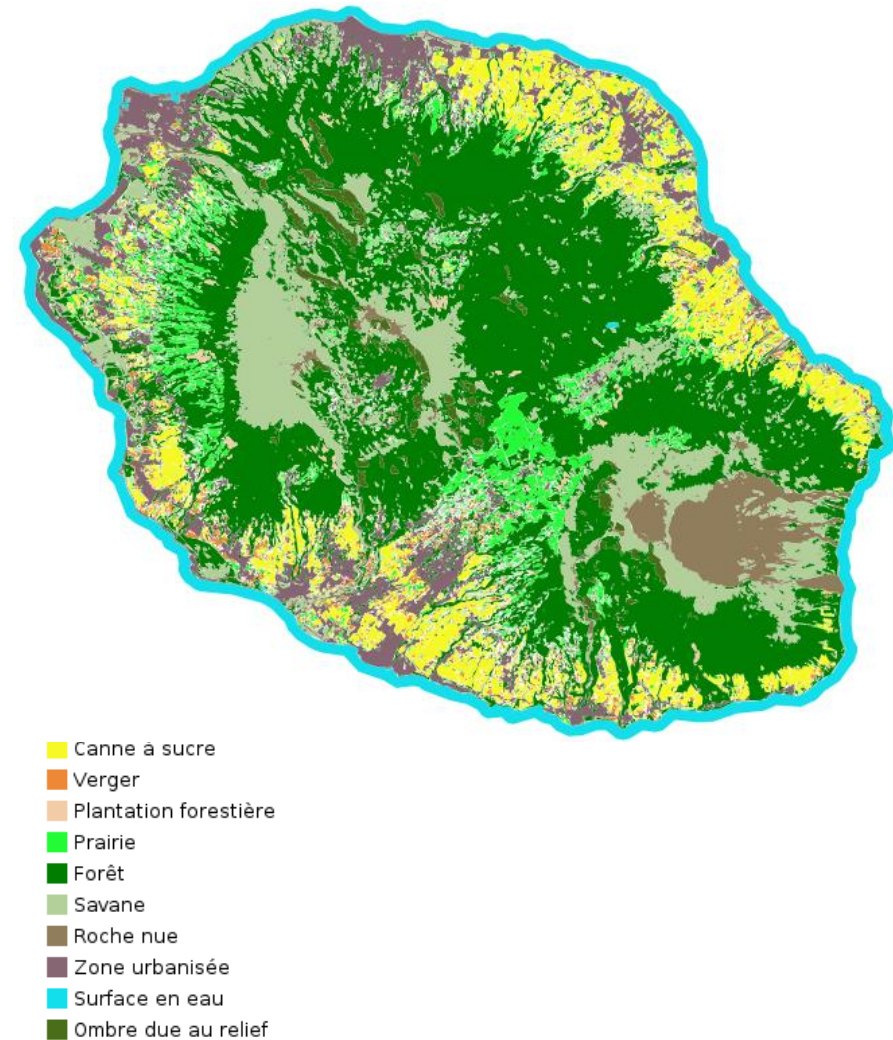 Canne à sucre
Verger
Plantation forestière
Prairie
Forêt
Savane
Roche nue
Zone urbanisée
Surface en eau
Ombre due au relief